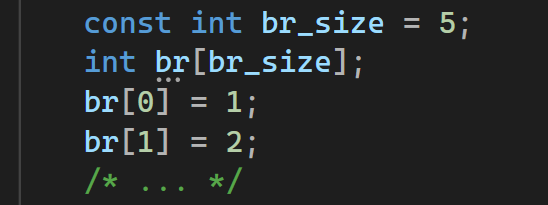 const int br_size = 5;
int br[br_size];
br[0] = 1;
br[1] = 2;
/* ... */